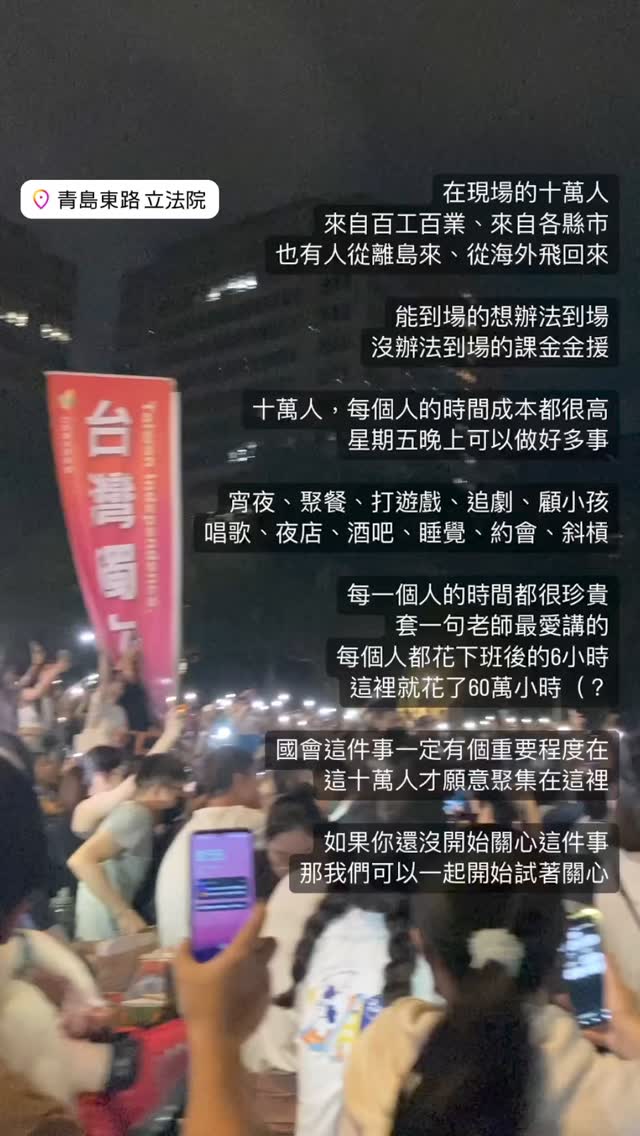 青島東路 立法院
在現場的十萬人
來自百工百業、來自各縣市
也有人從離島來、從海外飛回來
能到場的想辦法到場
沒辦法到場的課金金援
十萬人，每個人的時間成本都很高
星期五晚上可以做好多事
宵夜、聚餐、打遊戲、追劇、顧小孩
唱歌、夜店、酒吧、睡覺、約會、斜槓
每一個人的時間都很珍貴
套一句老師最愛講的
每個人都花下班後的6小時
這裡就花了60萬小時（？
國會這件事一定有個重要程度在
這十萬人才願意聚集在這裡
如果你還沒開始關心這件事
那我們可以一起開始試著關心
台灣獨
Taiwan Independence